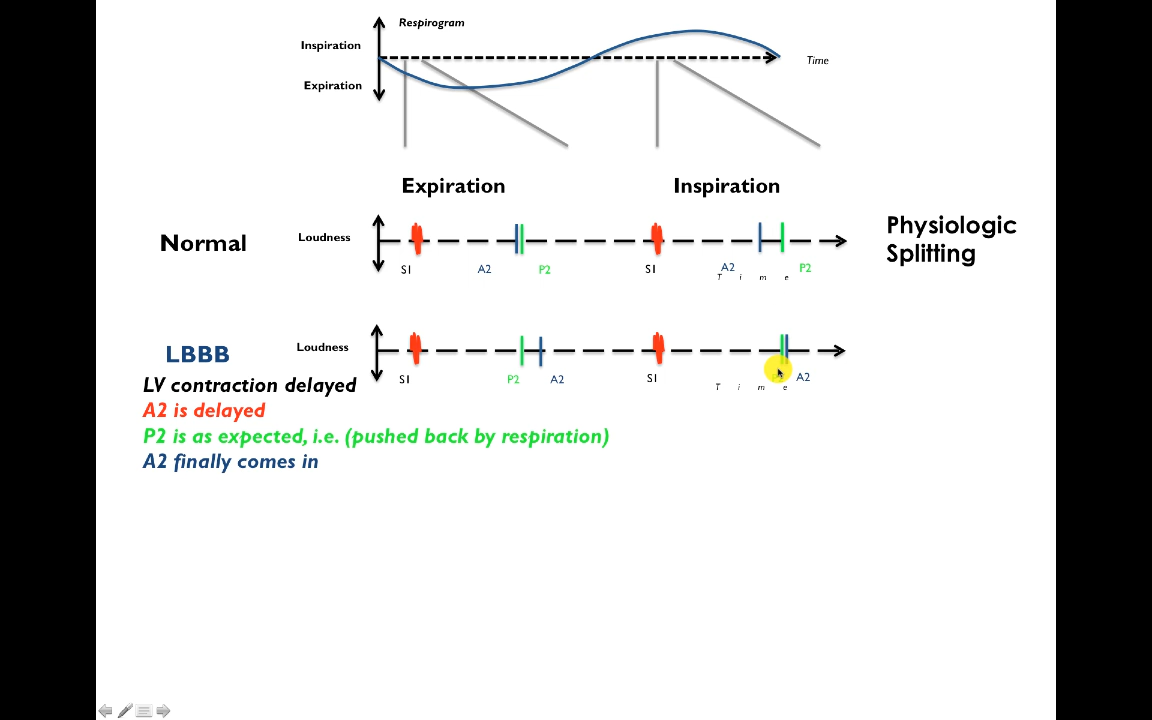 Respirogram
Inspiration
Time
Expiration
Expiration Inspiration
Normal Loudness Physiologic
Splitting
S1 A2 P2 S1 A2 P2
Time
LBBB Loudness
S1 P2 A2 S1 A2
Time
LV contraction delayed
A2 is delayed
P2 is as expected, i.e. (pushed back by respiration)
A2 finally comes in